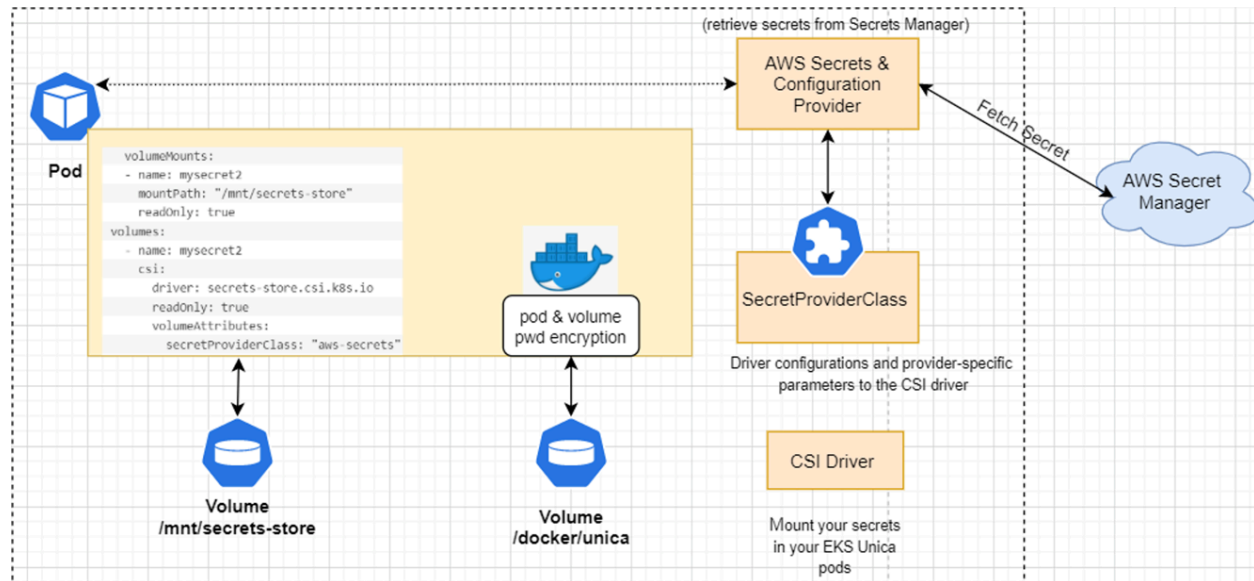 (retrieve secrets from Secrets Manager)
AWS Secrets &
Configuration
Provider
Fetch Secret
AWS Secret
Manager
Pod
volumeMounts:
- name: mysecret2
mountPath: "/mnt/secrets-store"
readOnly: true
volumes:
- name: mysecret2
csi:
driver: secrets-store.csi.k8s.io
readOnly: true
volumeAttributes:
secretProviderClass: "aws-secrets"
pod & volume
pwd encryption
SecretProviderClass
Driver configurations and provider-specific
parameters to the CSI driver
CSI Driver
Mount your secrets
in your EKS Unica
pods
Volume
/mnt/secrets-store
Volume
/docker/unica